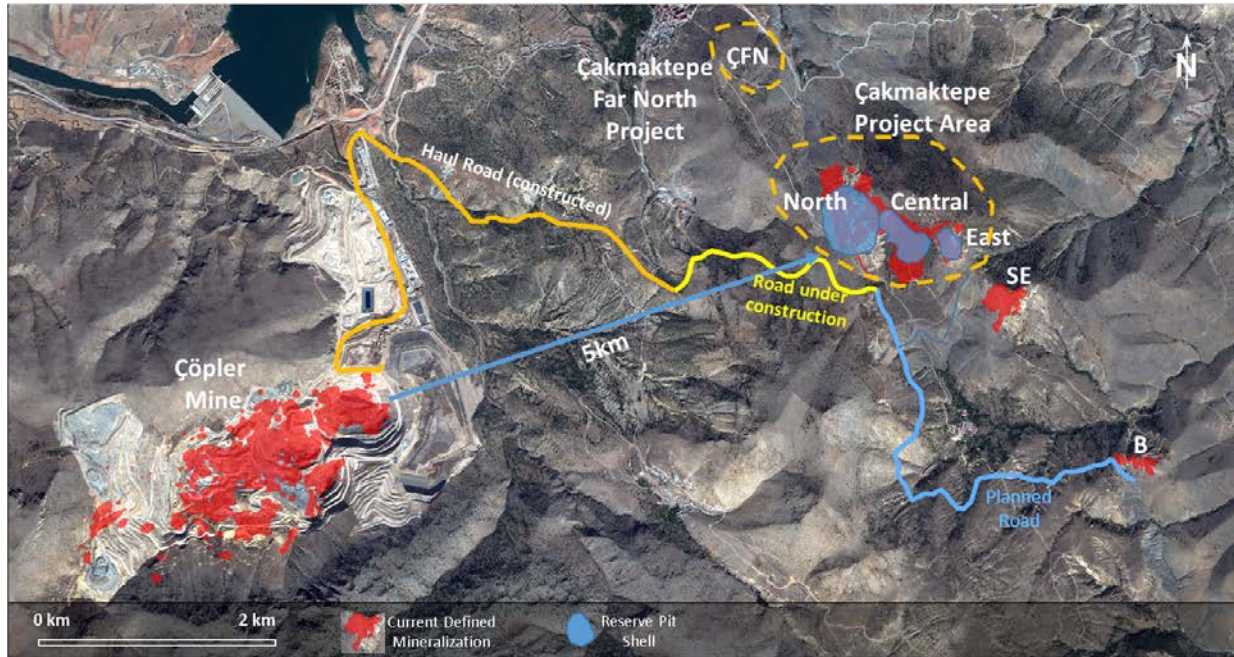 ÇFN
N
Çakmaktepe
Far North
Project
Çakmaktepe
Project Area
Haul Road (constructed)
North
Central
East
SE
Road under
construction
5km
Çöpler
Mine
B
Planned
Road
0 km
2 km
Current Defined
Mineralization
Reserve Pit
Shell